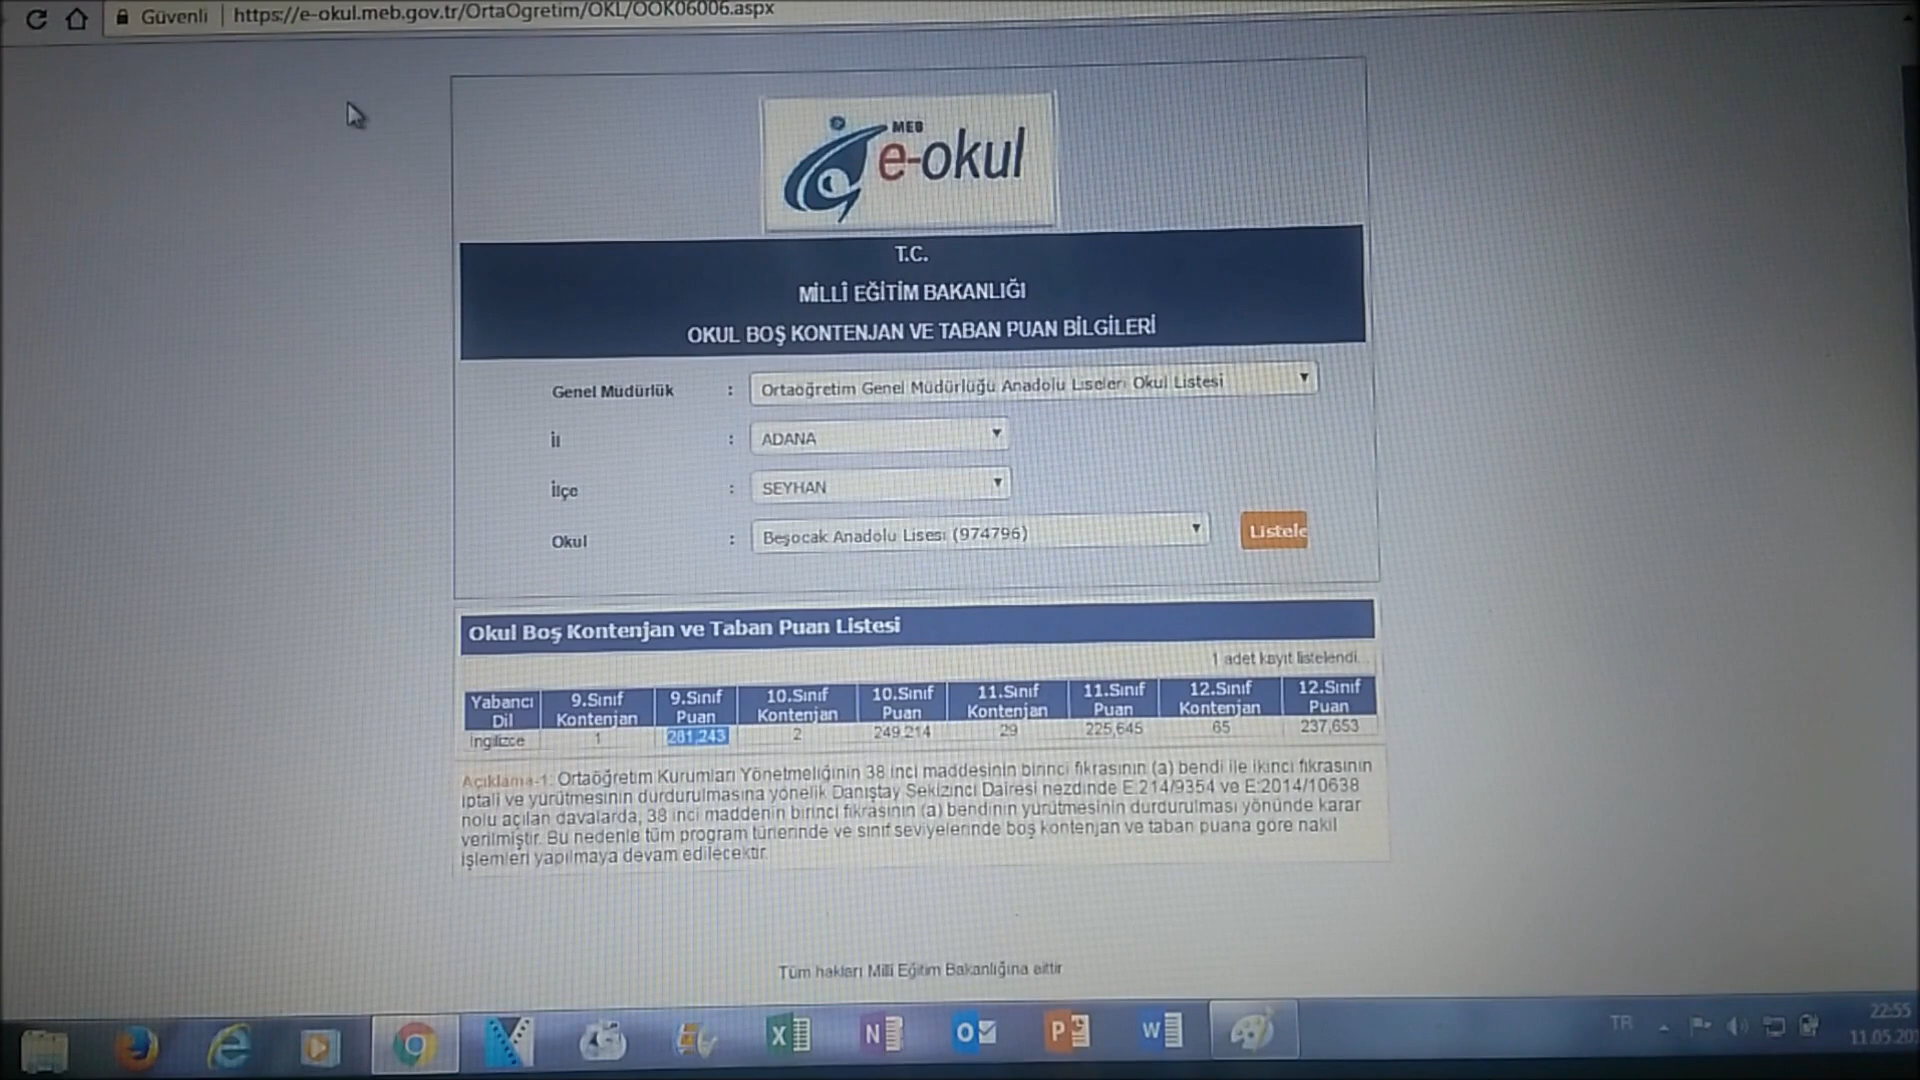 Güvenli | https://e-okul.meb.gov.tr/OrtaOgretim/OKL/OOK06006.aspx
MEB
e-okul
T.C.
MİLLÎ EĞİTİM BAKANLIĞI
OKUL BOŞ KONTENJAN VE TABAN PUAN BİLGİLERİ
Genel Müdürlük : Ortaöğretim Genel Müdürlüğü Anadolu Liseleri Okul Listesi
İl : ADANA
İlçe : SEYHAN
Okul : Beşocak Anadolu Lisesi (974796) Listele
Okul Boş Kontenjan ve Taban Puan Listesi
1 adet kayıt listelendi.
Yabancı Dil 9.Sınıf Kontenjan 9.Sınıf Puan 10.Sınıf Kontenjan 10.Sınıf Puan 11.Sınıf Kontenjan 11.Sınıf Puan 12.Sınıf Kontenjan 12.Sınıf Puan
İngilizce 1 281,243 2 249,214 29 225,645 65 237,653
Açıklama-1: Ortaöğretim Kurumları Yönetmeliğinin 38 inci maddesinin birinci fıkrasının (a) bendi ile ikinci fıkrasının
iptali ve yürütmesinin durdurulmasına yönelik Danıştay Sekizinci Dairesi nezdinde E:214/9354 ve E:2014/10638
nolu açılan davalarda, 38 inci maddenin birinci fıkrasının (a) bendinin yürütmesinin durdurulması yönünde karar
verilmiştir. Bu nedenle tüm program türlerinde ve sınıf seviyelerinde boş kontenjan ve taban puana göre nakil
işlemleri yapılmaya devam edilecektir.
Tüm hakları Milli Eğitim Bakanlığına aittir
TR
22:55
11.05.20